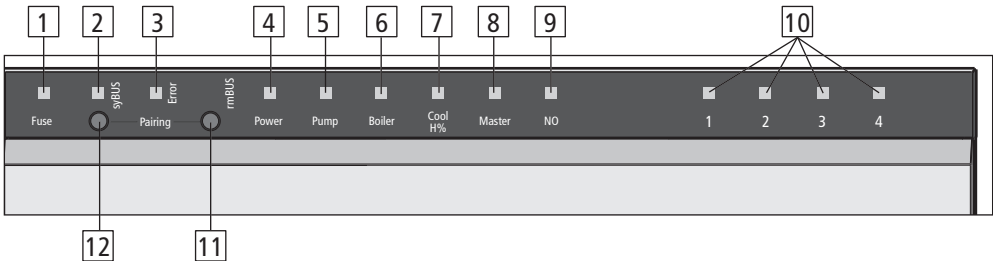 1 2 3 4 5 6 7 8 9 10
syBUS Error rmBUS
Fuse Pairing Power Pump Boiler Cool H% Master NO 1 2 3 4
12 11